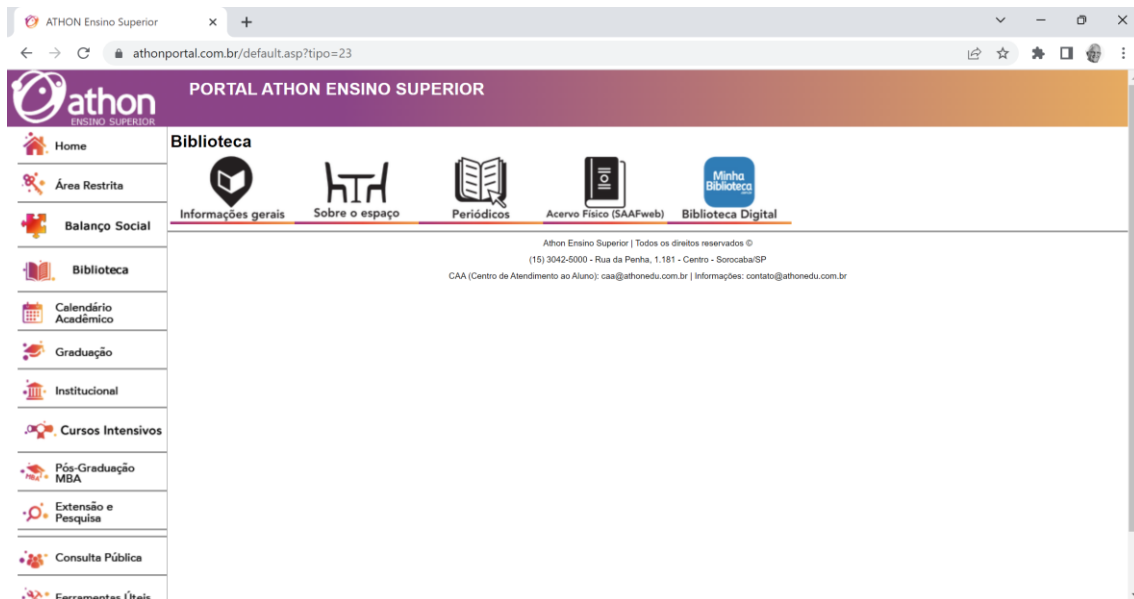 ATHON Ensino Superior
athonportal.com.br/default.asp?tipo=23
athon
ENSINO SUPERIOR
PORTAL ATHON ENSINO SUPERIOR
Home
Área Restrita
Balanço Social
Biblioteca
Calendário
Acadêmico
Graduação
Institucional
Cursos Intensivos
MBA
Pós-Graduação
MBA
Extensão e
Pesquisa
Consulta Pública
Ferramentas Úteis
Biblioteca
Informações gerais
Sobre o espaço
Periódicos
Acervo Físico (SAAFweb)
Minha
Biblioteca
Biblioteca Digital
Athon Ensino Superior | Todos os direitos reservados ©
(15) 3042-5000 - Rua da Penha, 1.181 - Centro - Sorocaba/SP
CAA (Centro de Atendimento ao Aluno): caa@athonedu.com.br | Informações: contato@athonedu.com.br